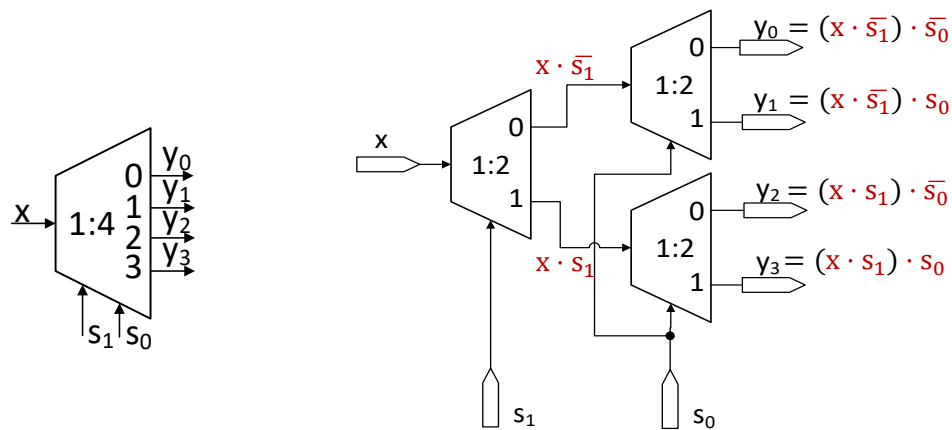 x
1:4
0
1
2
3
y₀
y₁
y₂
y₃
s₁
s₀
x
1:2
0
1
x · s̅₁
x · s₁
s₁
1:2
0
1
y₀ = (x · s̅₁) · s̅₀
y₁ = (x · s̅₁) · s₀
1:2
0
1
y₂ = (x · s₁) · s̅₀
y₃ = (x · s₁) · s₀
s₀